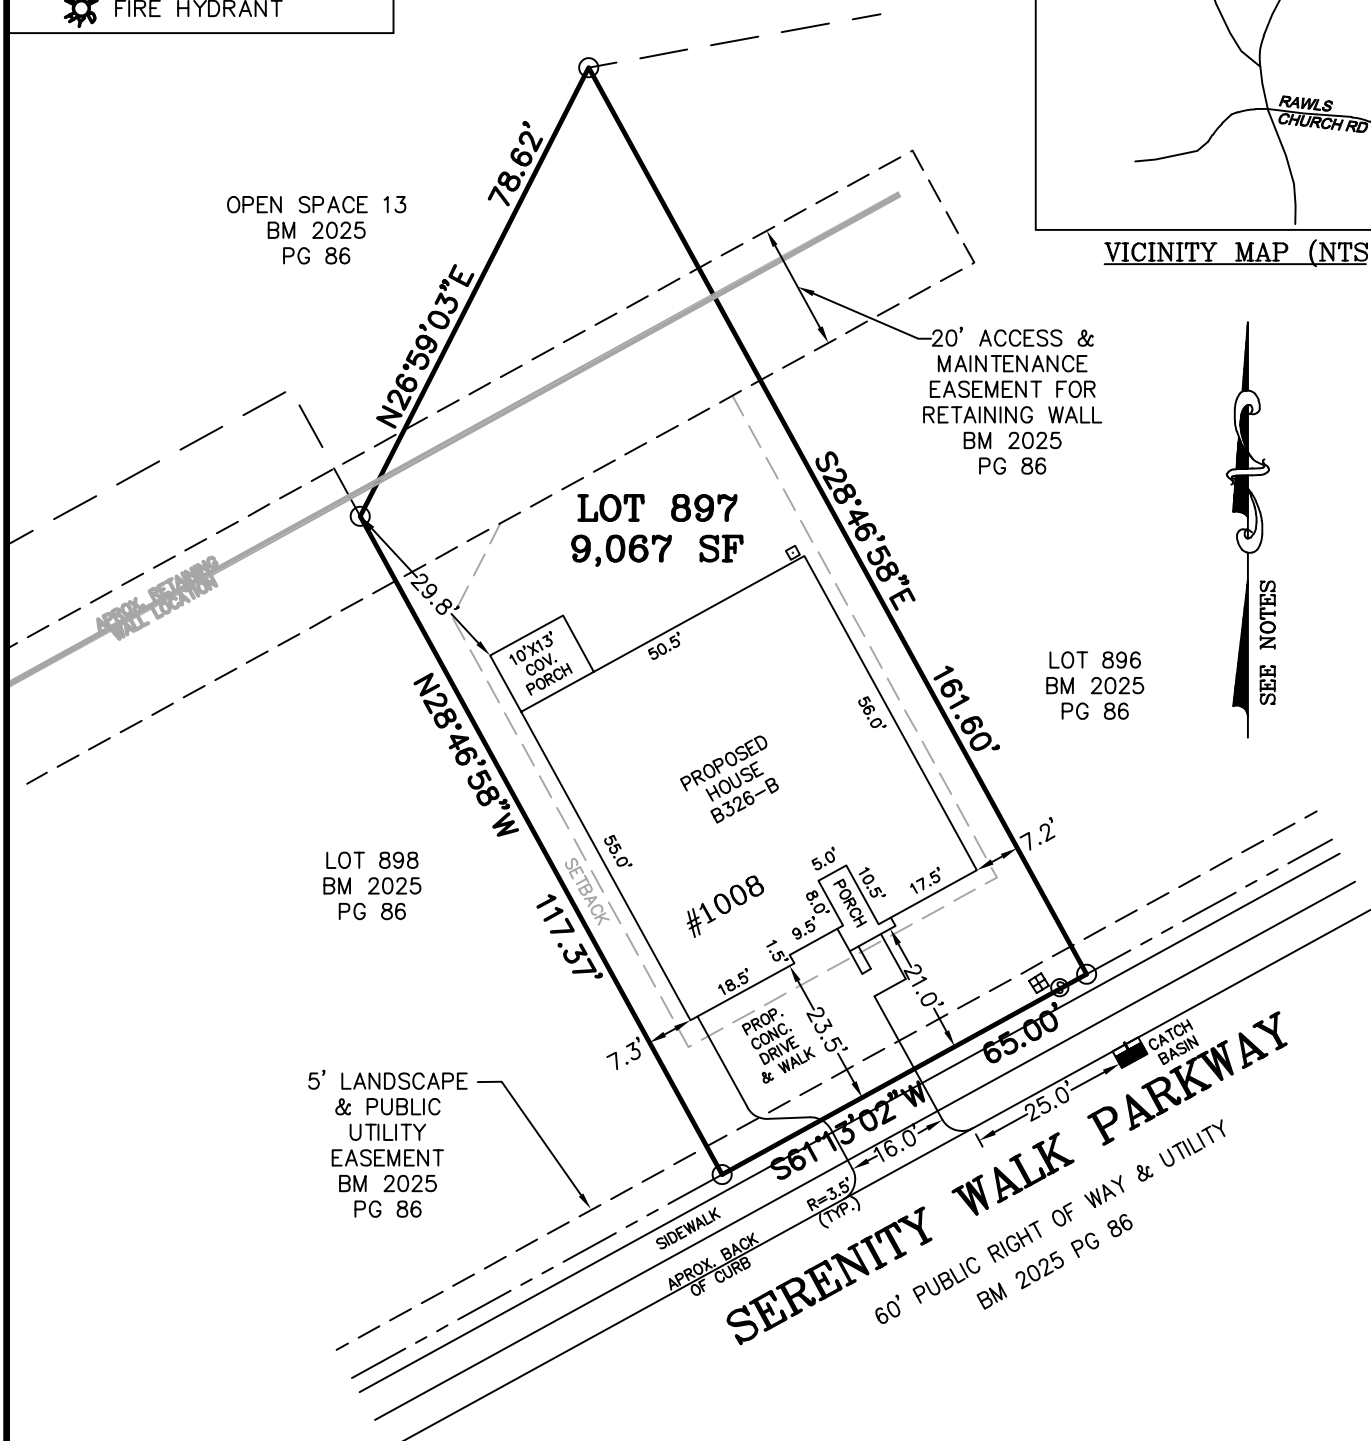 FIRE HYDRANT
RAWLS
CHURCH RD
VICINITY MAP (NTS
78.62'
OPEN SPACE 13
BM 2025
PG 86
N26°59'03"E
20' ACCESS &
MAINTENANCE
EASEMENT FOR
RETAINING WALL
BM 2025
PG 86
LOT 897
9,067 SF
S28°46'58"E
161.60'
APROX. RETAINING
WALL LOCATION
29.8'
10'X13'
COV.
PORCH
50.5'
56.0'
LOT 896
BM 2025
PG 86
SEE NOTES
N28°46'58"W
117.37'
PROPOSED
HOUSE
B326-B
55.0'
SETBACK
#1008
LOT 898
BM 2025
PG 86
5.0'
10.5'
8.0'
PORCH
17.5'
7.2'
9.5'
1.5'
18.5'
21.0'
23.5'
PROP.
CONC.
DRIVE
& WALK
7.3'
65.00'
S61°13'02"W
CATCH
BASIN
25.0'
16.0'
R=3.5'
(TYP.)
5' LANDSCAPE
& PUBLIC
UTILITY
EASEMENT
BM 2025
PG 86
SIDEWALK
APROX. BACK
OF CURB
SERENITY WALK PARKWAY
60' PUBLIC RIGHT OF WAY & UTILITY
BM 2025 PG 86
S